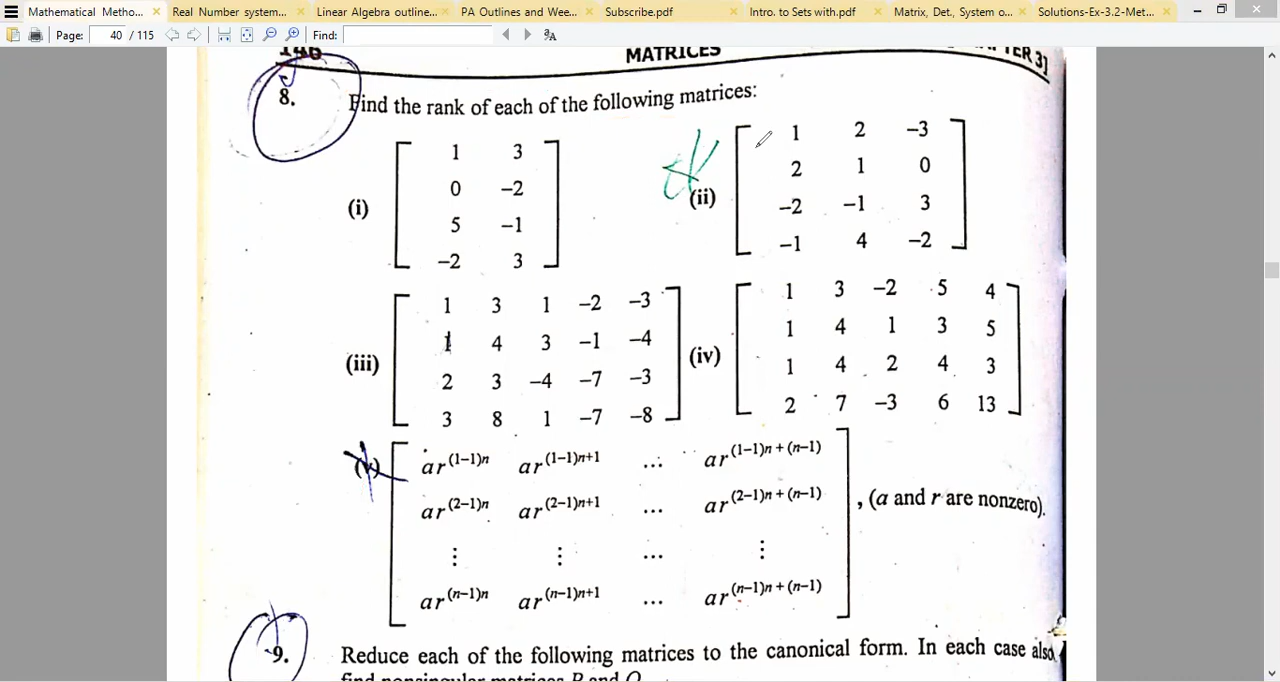 Mathematical Metho... × Real Number system... × Linear Algebra outline... × PA Outlines and Wee... × Subscribe.pdf × Intro. to Sets with.pdf × Matrix, Det., System o... × Solutions-Ex-3.2-Met... ×
Page: 40 / 115 Find:
146 MATRICES TER 3]
8. Find the rank of each of the following matrices:
(i)
1 3
0 −2
5 −1
−2 3
(ii)
1 2 −3
2 1 0
−2 −1 3
−1 4 −2
(iii)
1 3 1 −2 −3
1 4 3 −1 −4
2 3 −4 −7 −3
3 8 1 −7 −8
(iv)
1 3 −2 5 4
1 4 1 3 5
1 4 2 4 3
2 7 −3 6 13
(v)
ar^(1−1)n ar^(1−1)n+1 ... ar^(1−1)n + (n−1)
ar^(2−1)n ar^(2−1)n+1 ... ar^(2−1)n + (n−1)
⋮ ⋮ ... ⋮
ar^(n−1)n ar^(n−1)n+1 ... ar^(n−1)n + (n−1)
, (a and r are nonzero).
9. Reduce each of the following matrices to the canonical form. In each case also
find nonsingular matrices P and Q